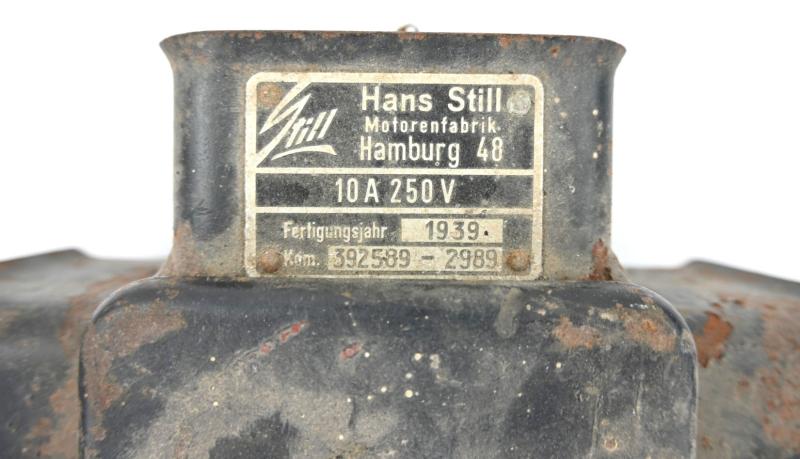 Still
Hans Still
Motorenfabrik
Hamburg 48
10 A 250 V
Fertigungsjahr 1939.
Kom. 392589 - 2989